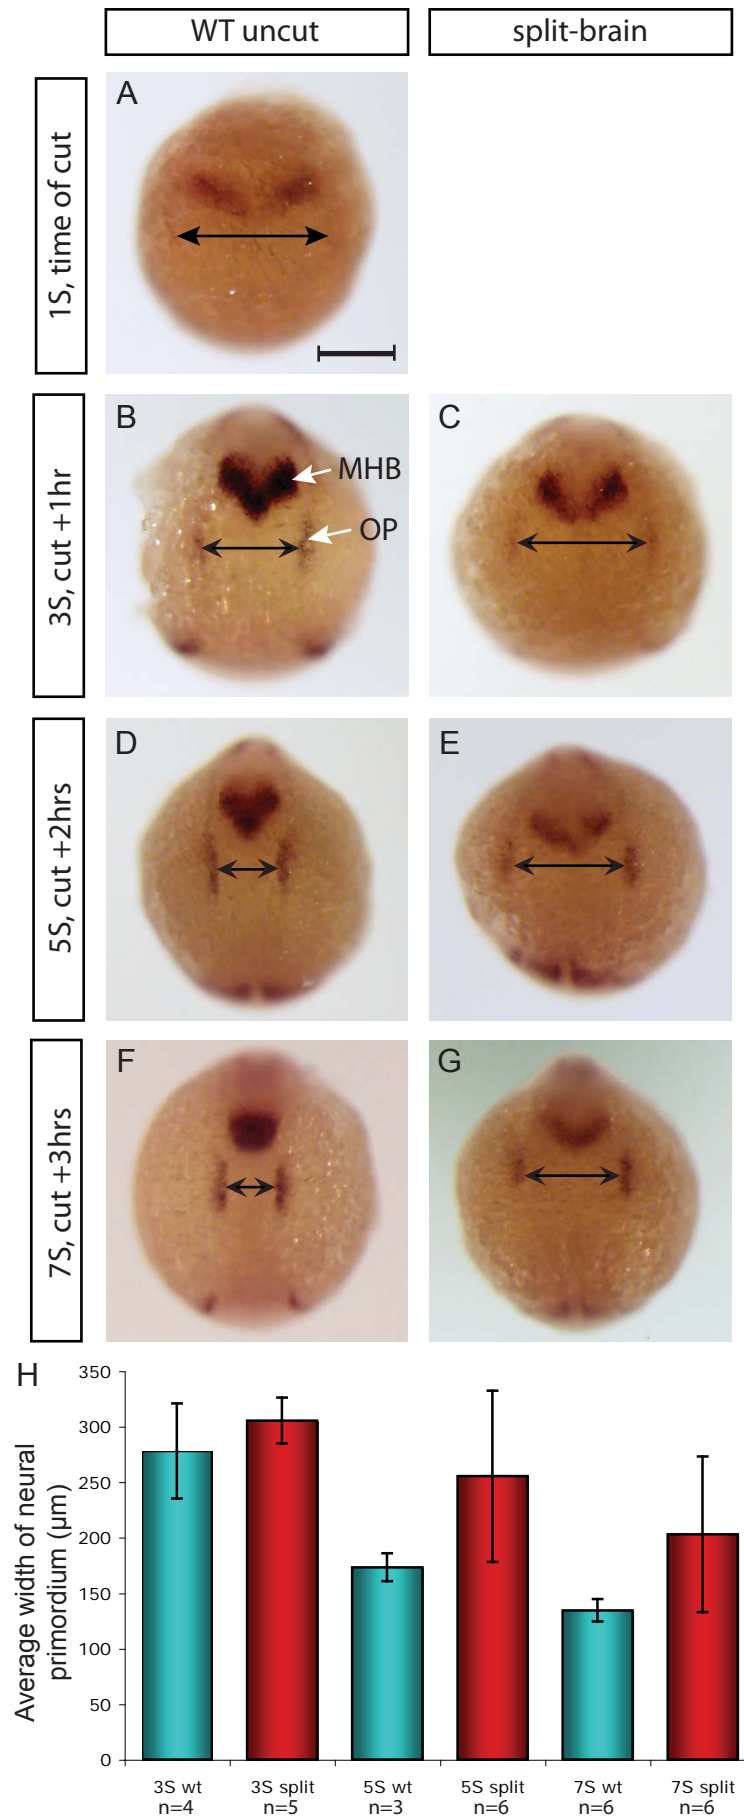 WT uncut
split-brain
1S, time of cut
A
3S, cut +1hr
B
MHB
OP
C
5S, cut +2hrs
D
E
7S, cut +3hrs
F
G
H
Average width of neural
primordium (µm)
350
300
250
200
150
100
50
0
3S wt
n=4
3S split
n=5
5S wt
n=3
5S split
n=6
7S wt
n=6
7S split
n=6